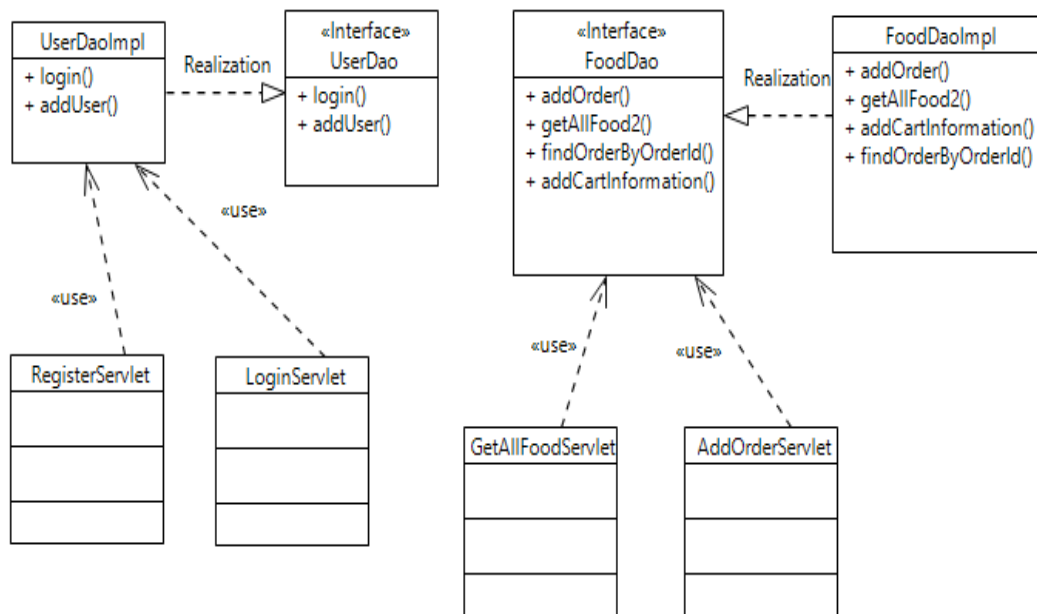 UserDaoImpl
+ login()
+ addUser()
Realization
«Interface»
UserDao
+ login()
+ addUser()
«Interface»
FoodDao
+ addOrder()
+ getAllFood2()
+ findOrderByOrderId()
+ addCartInformation()
Realization
FoodDaoImpl
+ addOrder()
+ getAllFood2()
+ addCartInformation()
+ findOrderByOrderId()
«use»
«use»
«use»
«use»
RegisterServlet
LoginServlet
GetAllFoodServlet
AddOrderServlet